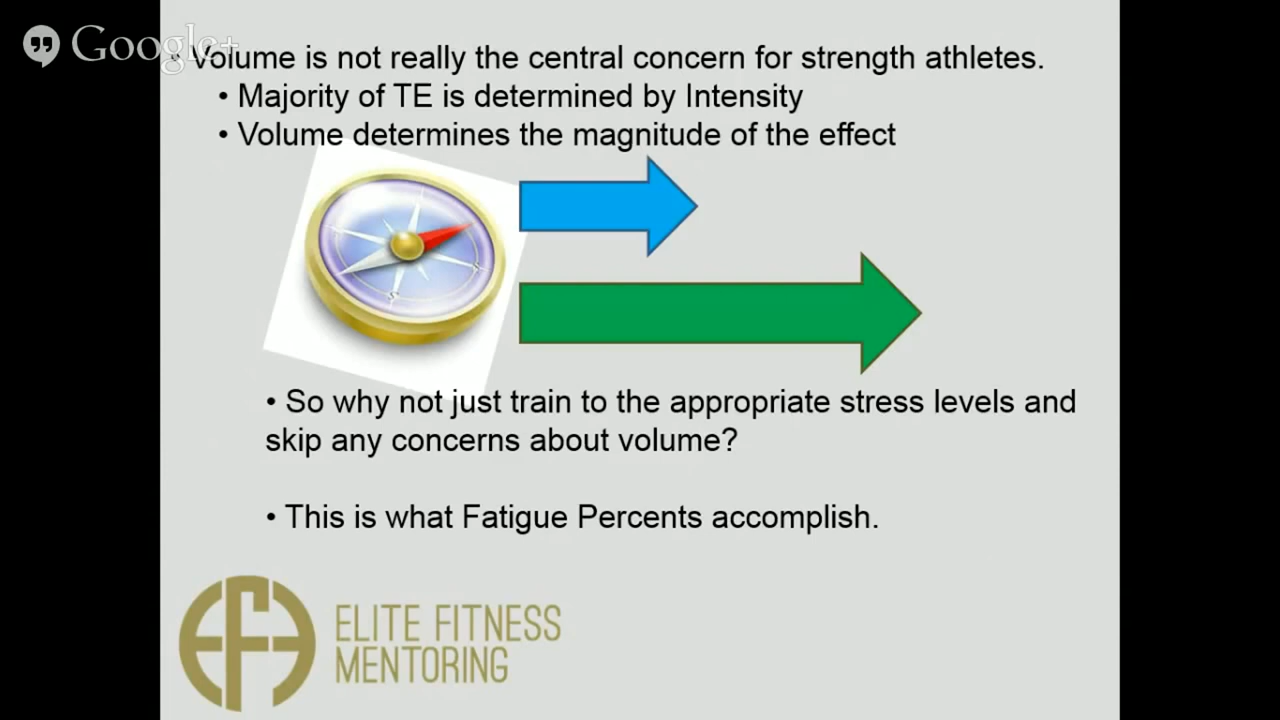 Google+
• Volume is not really the central concern for strength athletes.
• Majority of TE is determined by Intensity
• Volume determines the magnitude of the effect
S
• So why not just train to the appropriate stress levels and
skip any concerns about volume?
• This is what Fatigue Percents accomplish.
EFE
ELITE FITNESS
MENTORING